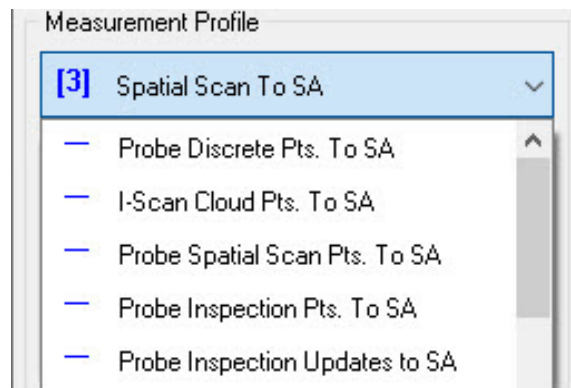 Measurement Profile
[3] Spatial Scan To SA
Probe Discrete Pts. To SA
I-Scan Cloud Pts. To SA
Probe Spatial Scan Pts. To SA
Probe Inspection Pts. To SA
Probe Inspection Updates to SA